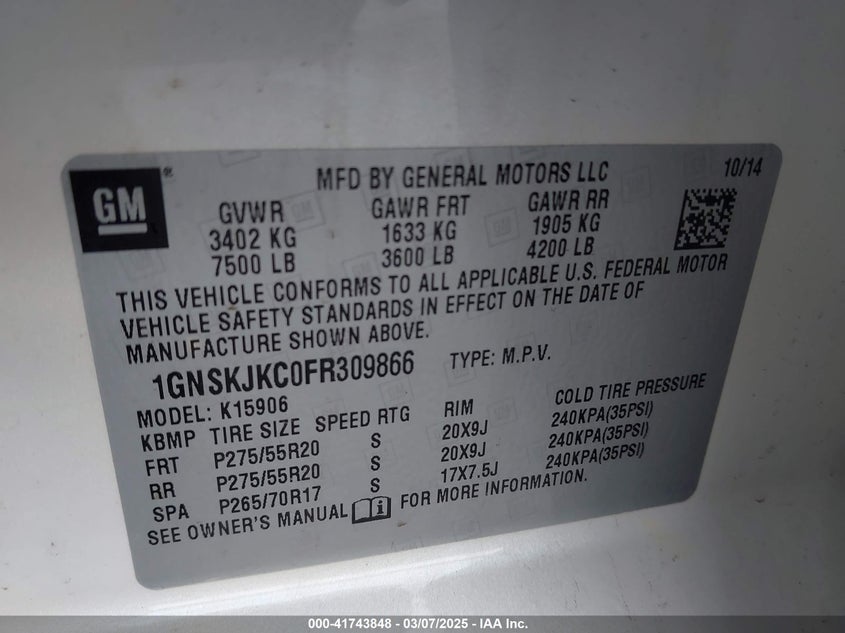 GM
®
MFD BY GENERAL MOTORS LLC
10/14
GVWR GAWR FRT GAWR RR
3402 KG 1633 KG 1905 KG
7500 LB 3600 LB 4200 LB
THIS VEHICLE CONFORMS TO ALL APPLICABLE U.S. FEDERAL MOTOR
VEHICLE SAFETY STANDARDS IN EFFECT ON THE DATE OF
MANUFACTURE SHOWN ABOVE.
1GNSKJKC0FR309866 TYPE: M.P.V.
MODEL: K15906
KBMP TIRE SIZE SPEED RTG RIM COLD TIRE PRESSURE
FRT P275/55R20 S 20X9J 240KPA(35PSI)
RR P275/55R20 S 20X9J 240KPA(35PSI)
SPA P265/70R17 S 17X7.5J 240KPA(35PSI)
SEE OWNER'S MANUAL FOR MORE INFORMATION.
000-41743848 - 03/07/2025 - IAA Inc.